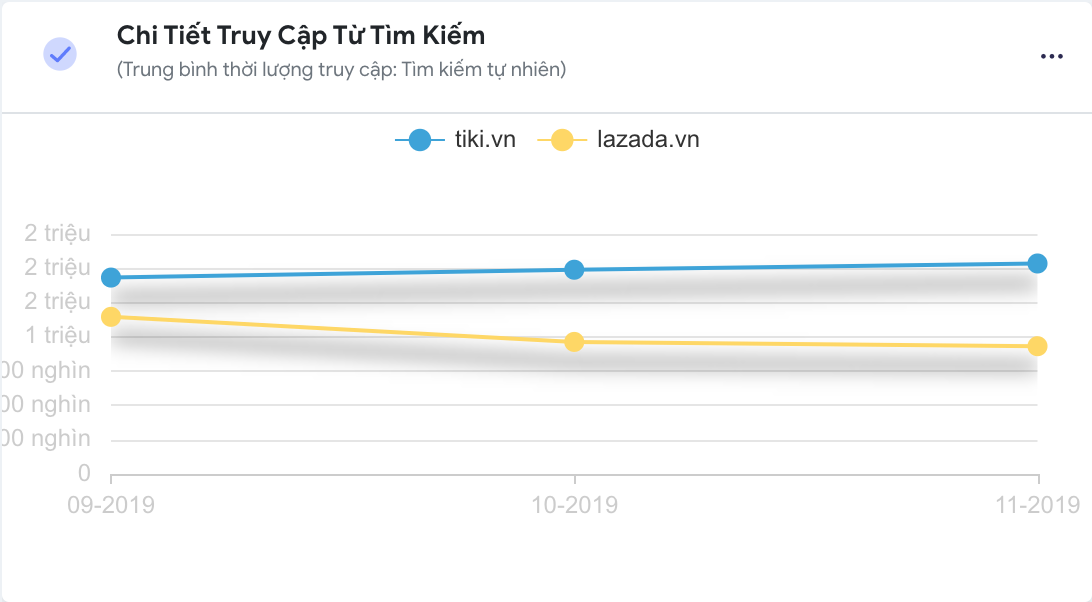 Chi Tiết Truy Cập Từ Tìm Kiếm
(Trung bình thời lượng truy cập: Tìm kiếm tự nhiên)
tiki.vn lazada.vn
2 triệu
2 triệu
2 triệu
1 triệu
00 nghìn
00 nghìn
00 nghìn
0
09-2019 10-2019 11-2019